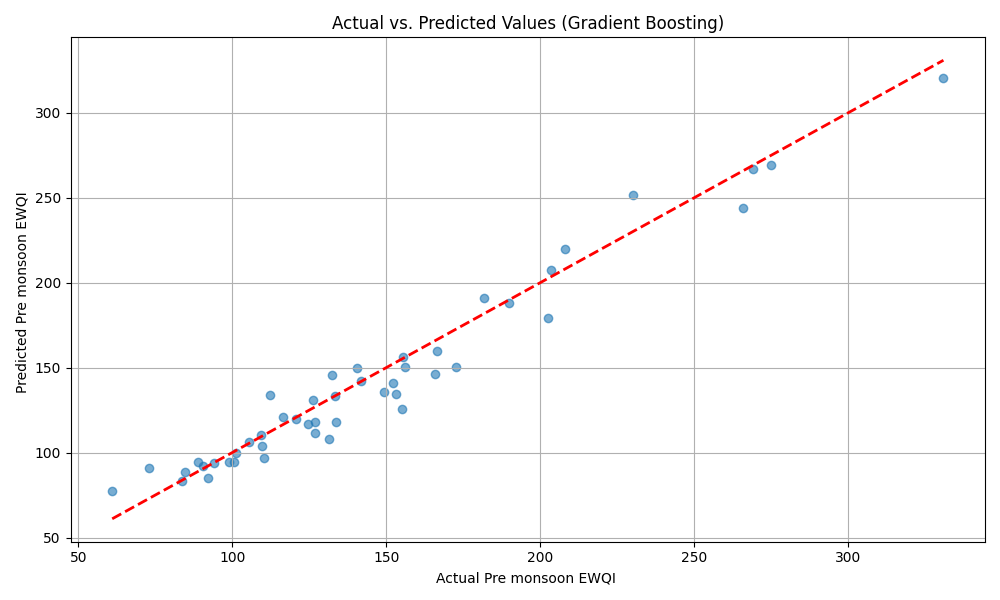 Actual vs. Predicted Values (Gradient Boosting)
Predicted Pre monsoon EWQI
300
250
200
150
100
50
50 100 150 200 250 300
Actual Pre monsoon EWQI